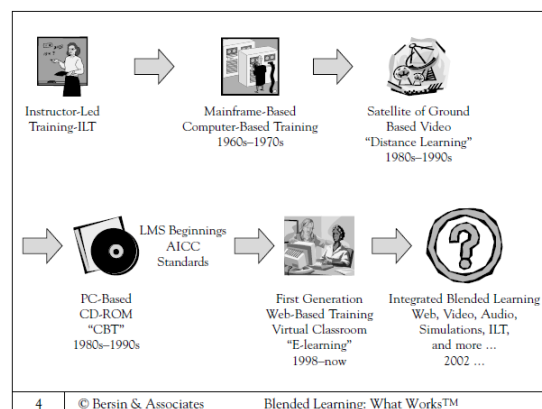 Instructor-Led
Training-ILT
Mainframe-Based
Computer-Based Training
1960s–1970s
Satellite of Ground
Based Video
“Distance Learning”
1980s–1990s
LMS Beginnings
AICC
Standards
PC-Based
CD-ROM
“CBT”
1980s–1990s
First Generation
Web-Based Training
Virtual Classroom
“E-learning”
1998–now
Integrated Blended Learning
Web, Video, Audio,
Simulations, ILT,
and more ...
2002 ...
4 © Bersin & Associates Blended Learning: What Works™